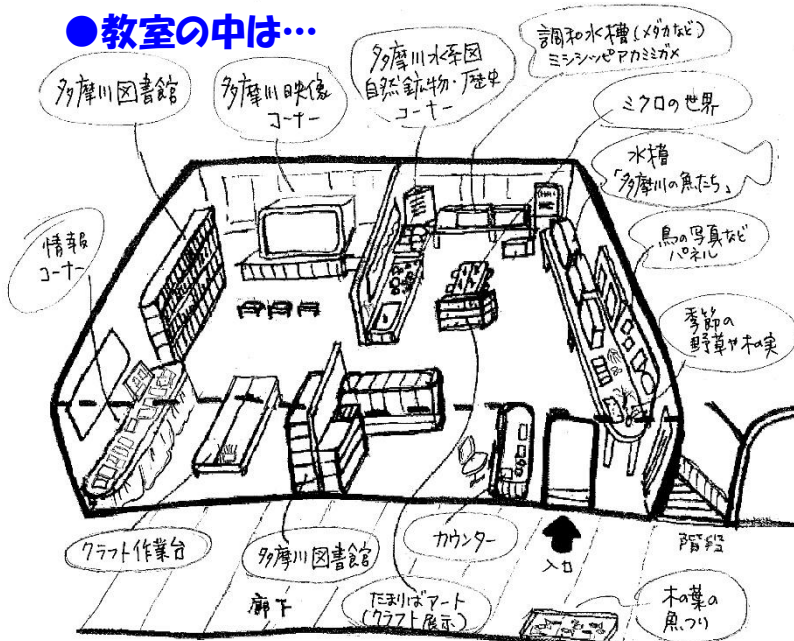 ●教室の中は…
多摩川図書館
多摩川映像
コーナー
多摩川水系図
自然鉱物・歴史
コーナー
調和水槽(メダカなど)
ミシシッピアカミミガメ
ミクロの世界
水槽
「多摩川の魚たち」
鳥の写真など
パネル
季節の
野草や木の実
情報
コーナー
クラフト作業台
多摩川図書館
たまりばアート
(クラフト展示)
カウンター
入口
階段
廊下
木の葉の
魚つり